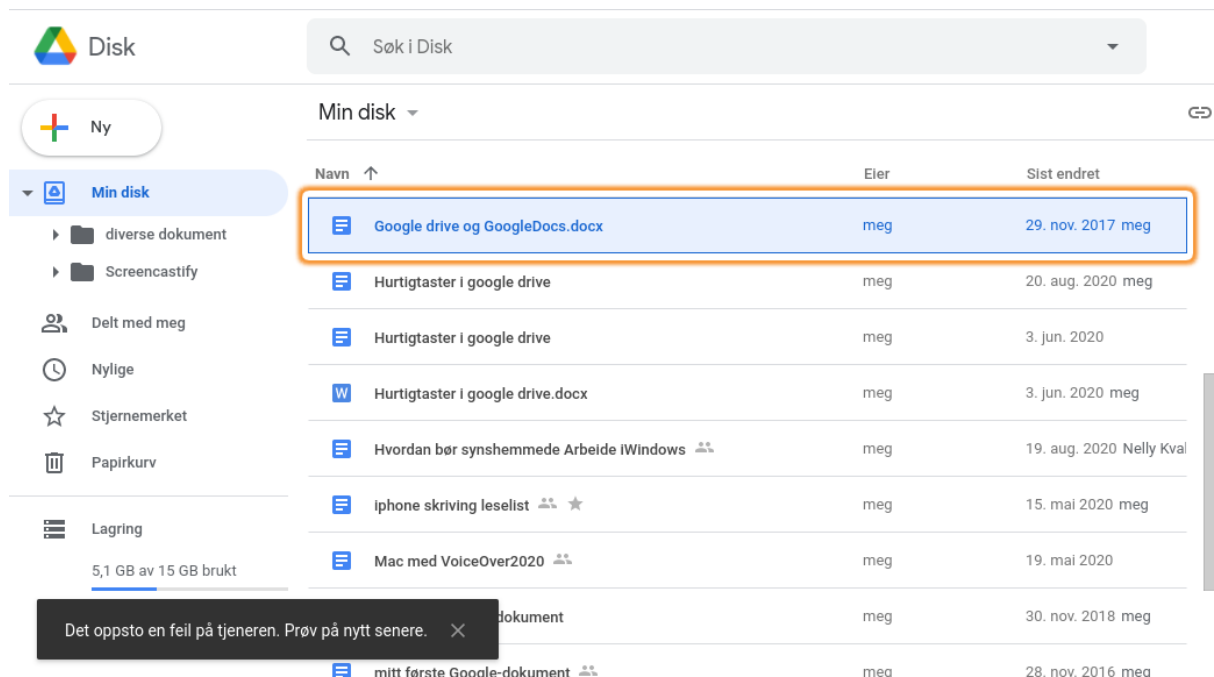 Disk
Søk i Disk
Ny
Min disk
diverse dokument
Screencastify
Delt med meg
Nylige
Stjernemerket
Papirkurv
Lagring
5,1 GB av 15 GB brukt
Det oppsto en feil på tjeneren. Prøv på nytt senere.
Min disk
Navn Eier Sist endret
Google drive og GoogleDocs.docx meg 29. nov. 2017 meg
Hurtigtaster i google drive meg 20. aug. 2020 meg
Hurtigtaster i google drive meg 3. jun. 2020
W Hurtigtaster i google drive.docx meg 3. jun. 2020 meg
Hvordan bør synshemmede Arbeide iWindows meg 19. aug. 2020 Nelly Kval
iphone skriving leselist meg 15. mai 2020 meg
Mac med VoiceOver2020 meg 19. mai 2020
dokument meg 30. nov. 2018 meg
mitt første Google-dokument meg 28. nov. 2016 meg